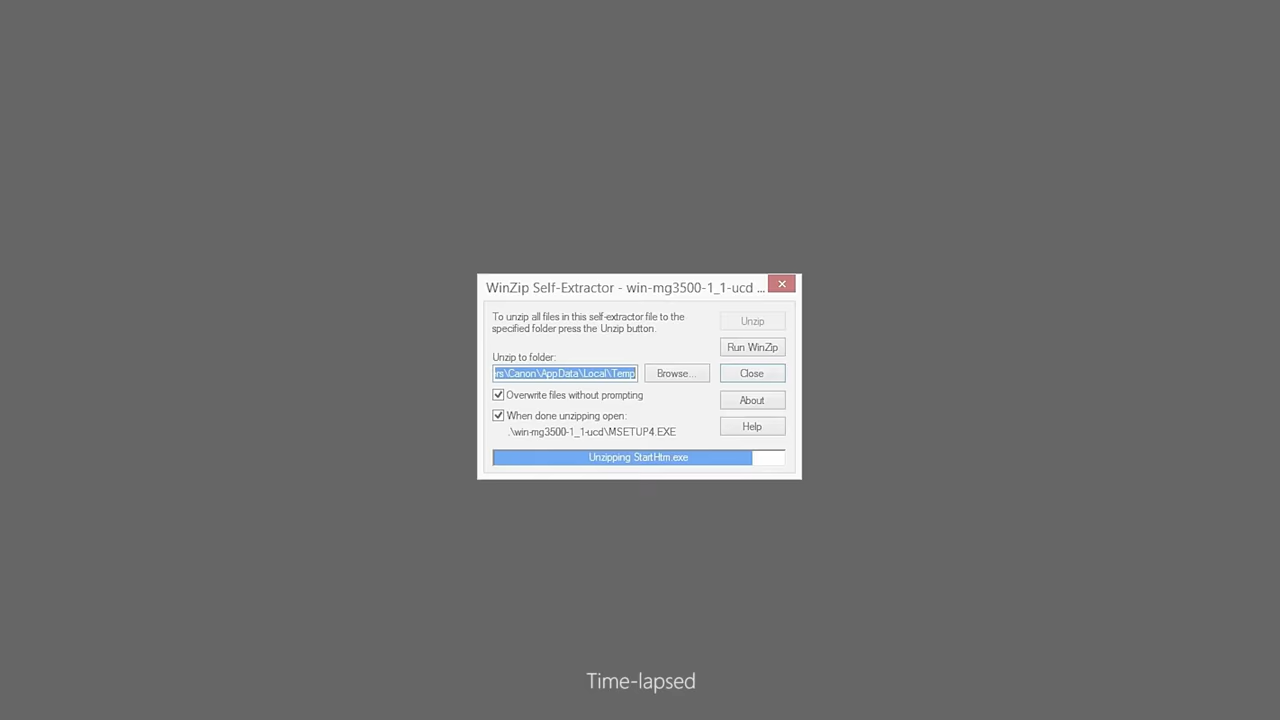 WinZip Self-Extractor - win-mg3500-1_1-ucd ...
To unzip all files in this self-extractor file to the
specified folder press the Unzip button.
Unzip to folder:
rs\Canon\AppData\Local\Temp
Browse...
Overwrite files without prompting
When done unzipping open:
.\win-mg3500-1_1-ucd\MSETUP4.EXE
Unzip
Run WinZip
Close
About
Help
Unzipping StartHtm.exe
Time-lapsed